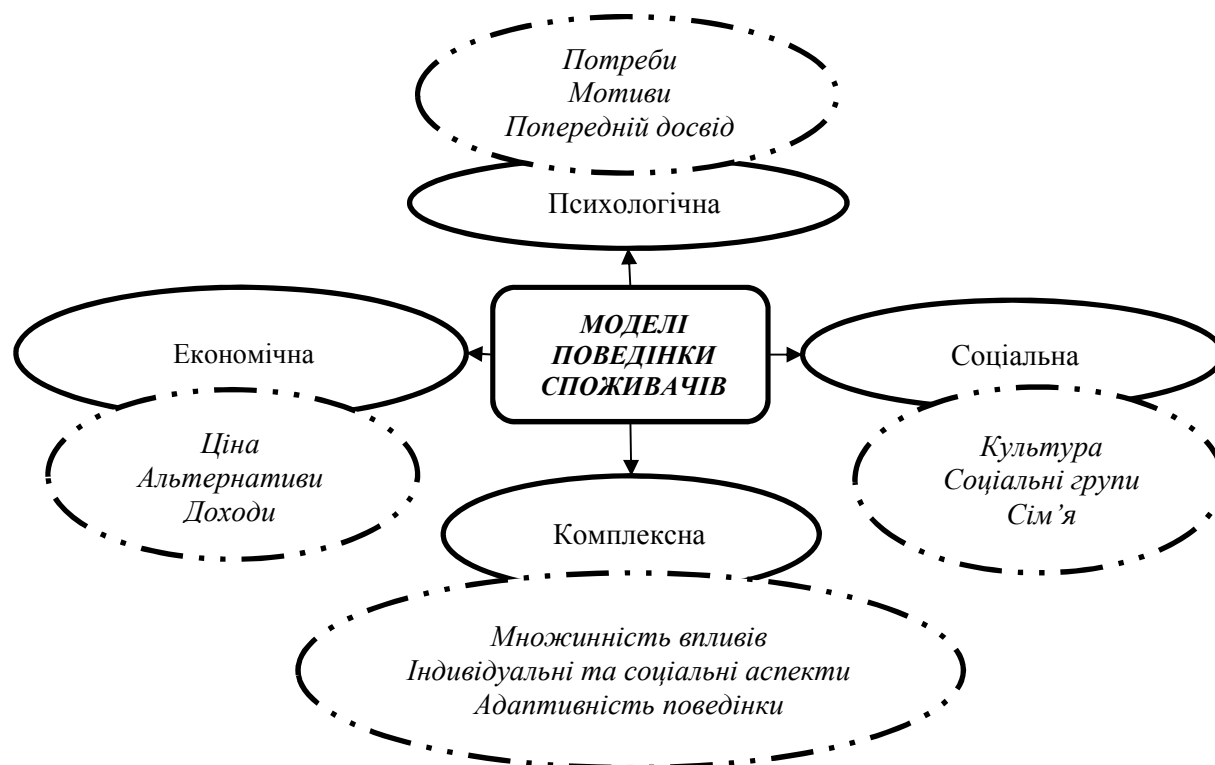 Потреби
Мотиви
Попередній досвід
Психологічна
МОДЕЛІ
ПОВЕДІНКИ
СПОЖИВАЧІВ
Економічна
Соціальна
Ціна
Альтернативи
Доходи
Культура
Соціальні групи
Сім’я
Комплексна
Множинність впливів
Індивідуальні та соціальні аспекти
Адаптивність поведінки